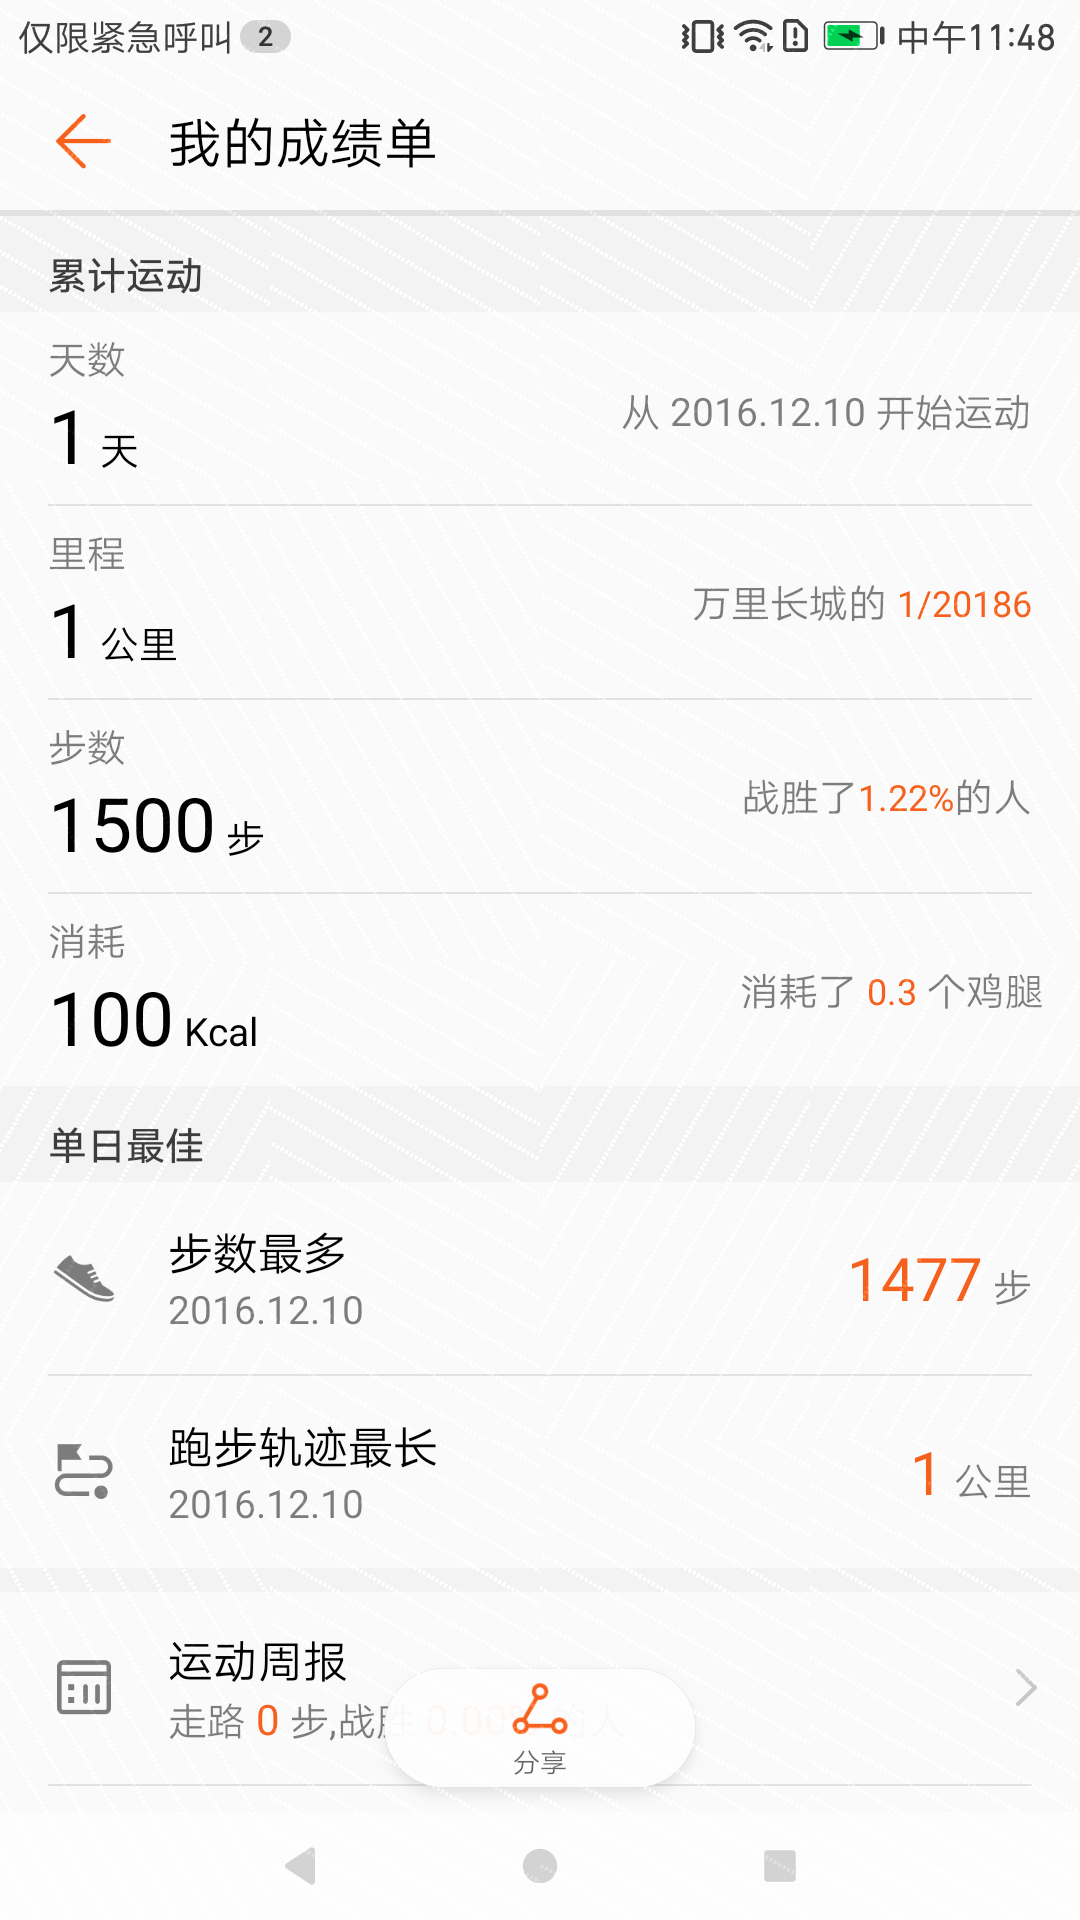 仅限紧急呼叫 2 中午11:48
我的成绩单
累计运动
天数
1 天
从 2016.12.10 开始运动
里程
1 公里
万里长城的 1/20186
步数
1500 步
战胜了1.22%的人
消耗
100 Kcal
消耗了 0.3 个鸡腿
单日最佳
步数最多
2016.12.10
1477 步
跑步轨迹最长
2016.12.10
1 公里
运动周报
走路 0 步,战胜 0.00% 的人
分享